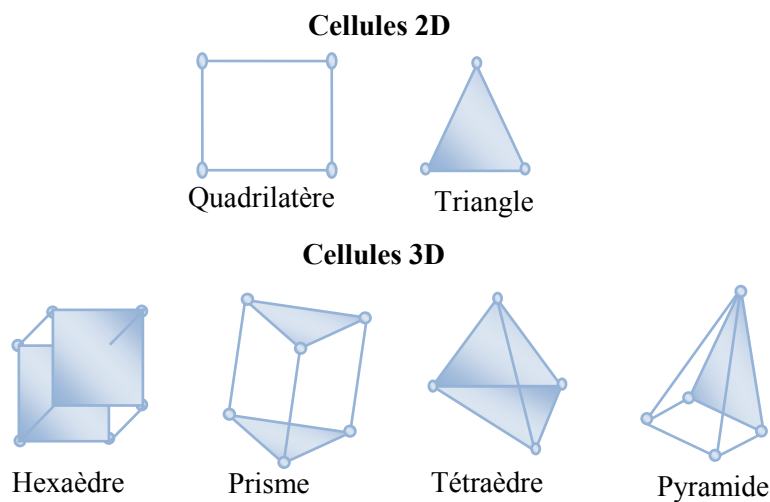 Cellules 2D
Quadrilatère
Triangle
Cellules 3D
Hexaèdre
Prisme
Tétraèdre
Pyramide